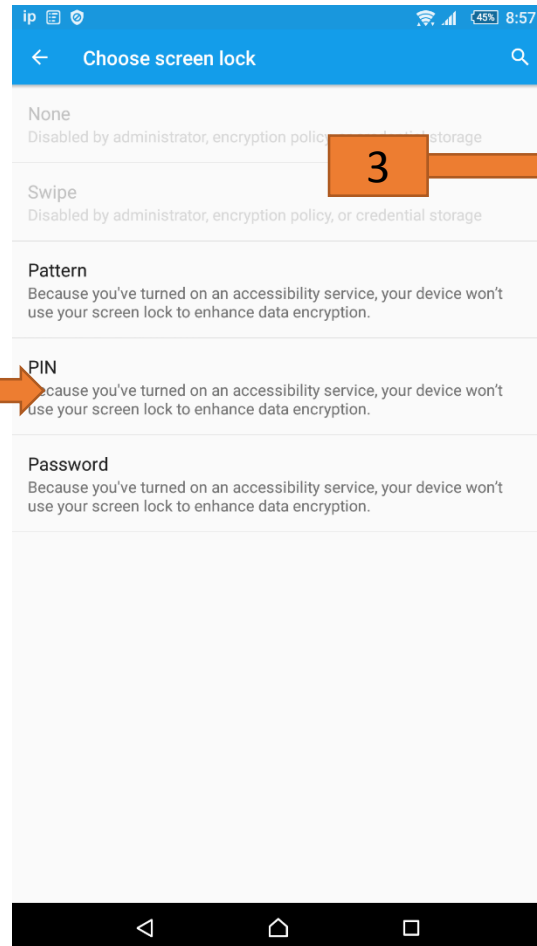 ip 45% 8:57
Choose screen lock
None
Disabled by administrator, encryption policy storage
3
Swipe
Disabled by administrator, encryption policy, or credential storage
Pattern
Because you've turned on an accessibility service, your device won't
use your screen lock to enhance data encryption.
PIN
Because you've turned on an accessibility service, your device won't
use your screen lock to enhance data encryption.
Password
Because you've turned on an accessibility service, your device won't
use your screen lock to enhance data encryption.